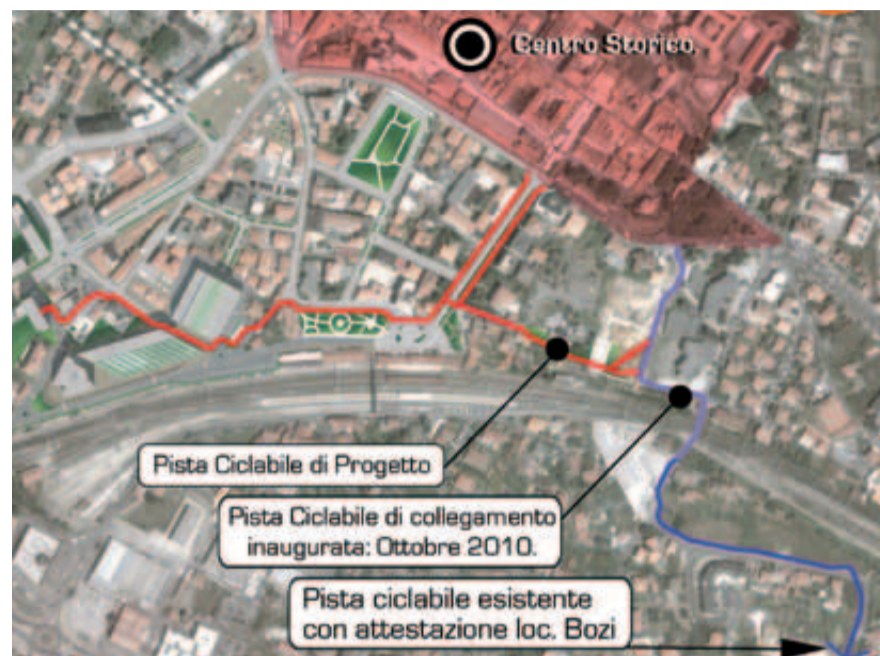 Centro Storico
Pista Ciclabile di Progetto
Pista Ciclabile di collegamento
inaugurata: Ottobre 2010.
Pista ciclabile esistente
con attestazione loc. Bozi